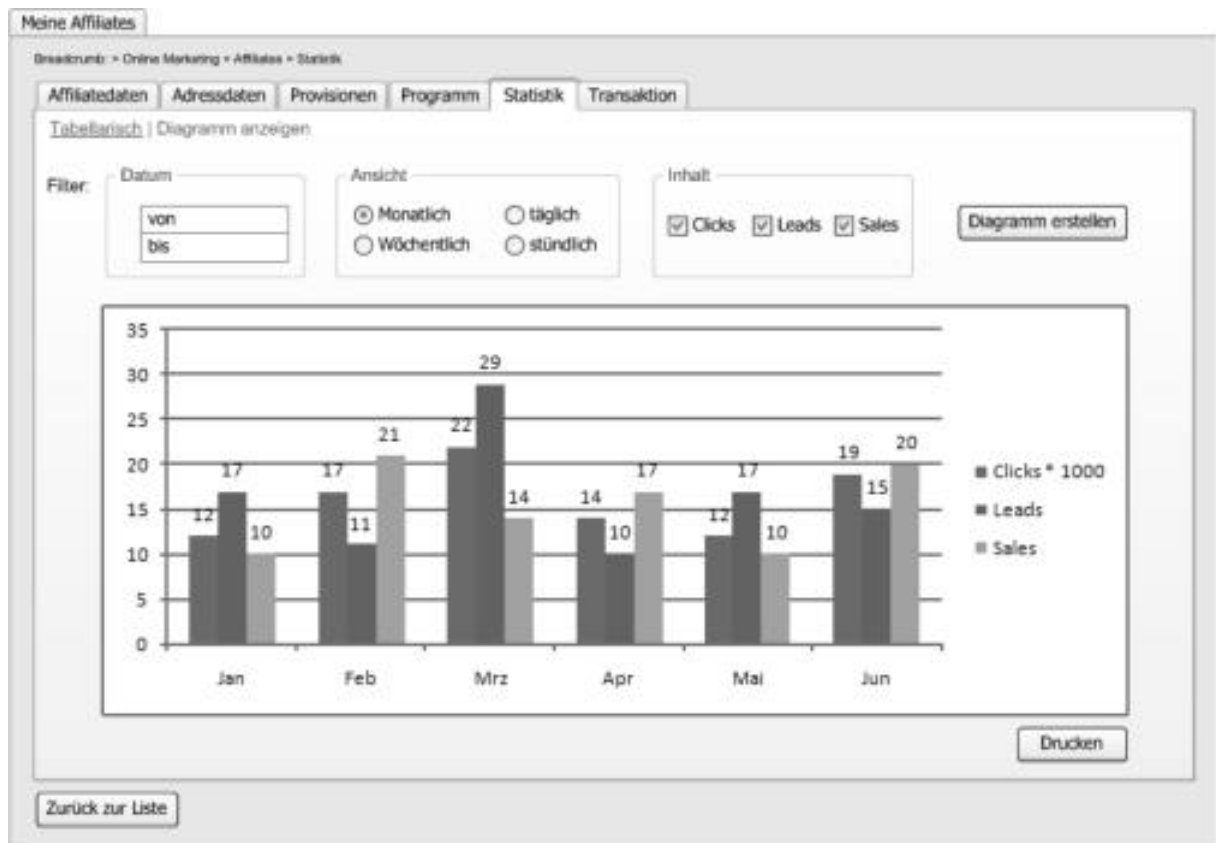 Meine Affiliates
Breadcrumb: > Online Marketing > Affiliates > Statistik
Affiliatedaten Adressdaten Provisionen Programm Statistik Transaktion
Tabellarisch | Diagramm anzeigen
Filter:
Datum
von
bis
Ansicht
Monatlich täglich
Wöchentlich stündlich
Inhalt
Clicks Leads Sales
Diagramm erstellen
35
30
25
20
15
10
5
0
12 17 10
17 11 21
22 29 14
14 10 17
12 17 10
19 15 20
Jan Feb Mrz Apr Mai Jun
Clicks * 1000
Leads
Sales
Drucken
Zurück zur Liste